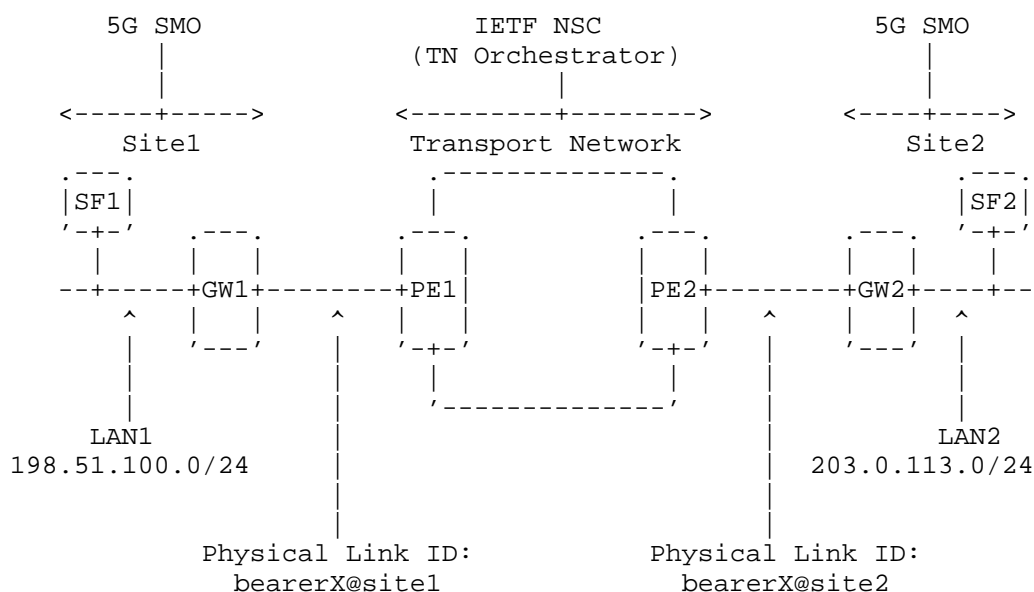 5G SMO IETF NSC 5G SMO
(TN Orchestrator)
Site1 Transport Network Site2
SF1 SF2
GW1 PE1 PE2 GW2
LAN1 LAN2
198.51.100.0/24 203.0.113.0/24
Physical Link ID: Physical Link ID:
bearerX@site1 bearerX@site2